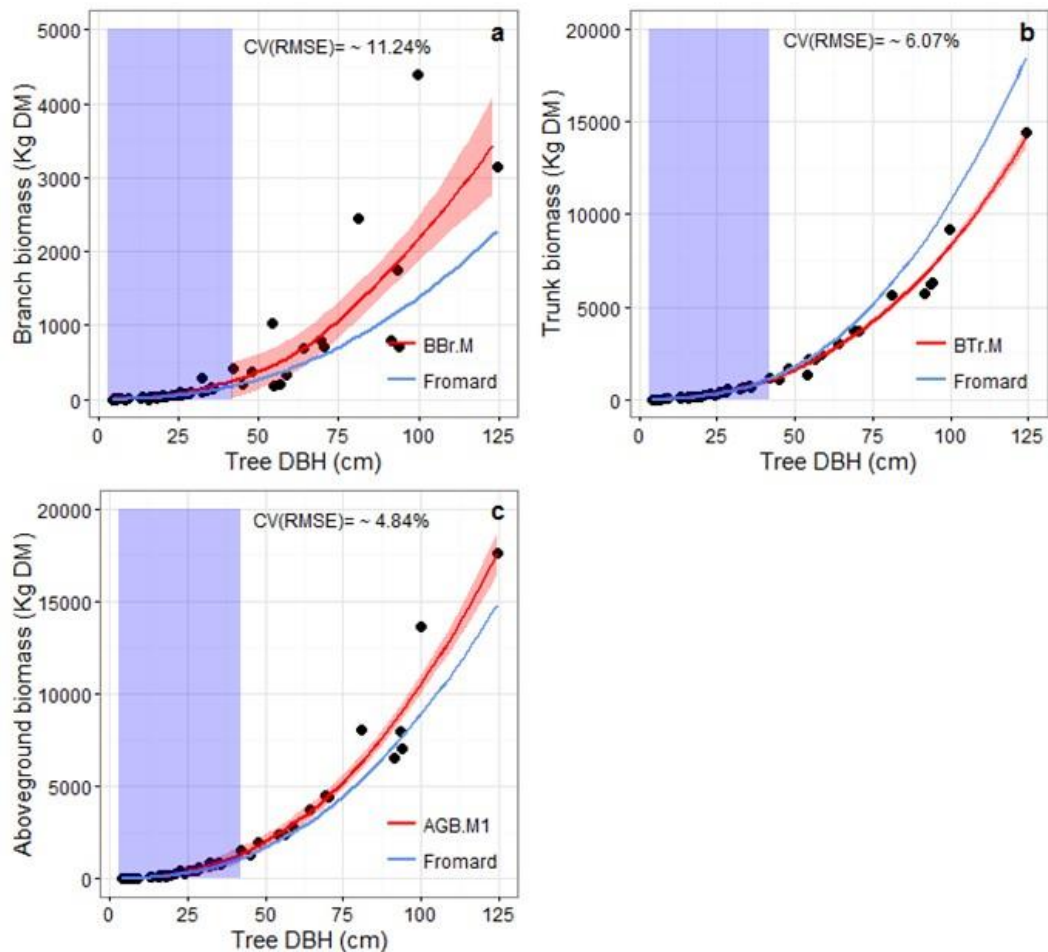 a
CV(RMSE)= ~ 11.24%
Branch biomass (Kg DM)
5000
4000
3000
2000
1000
0
BBr.M
Fromard
0 25 50 75 100 125
Tree DBH (cm)
b
CV(RMSE)= ~ 6.07%
Trunk biomass (Kg DM)
20000
15000
10000
5000
0
BTr.M
Fromard
0 25 50 75 100 125
Tree DBH (cm)
c
CV(RMSE)= ~ 4.84%
Aboveground biomass (Kg DM)
20000
15000
10000
5000
0
AGB.M1
Fromard
0 25 50 75 100 125
Tree DBH (cm)